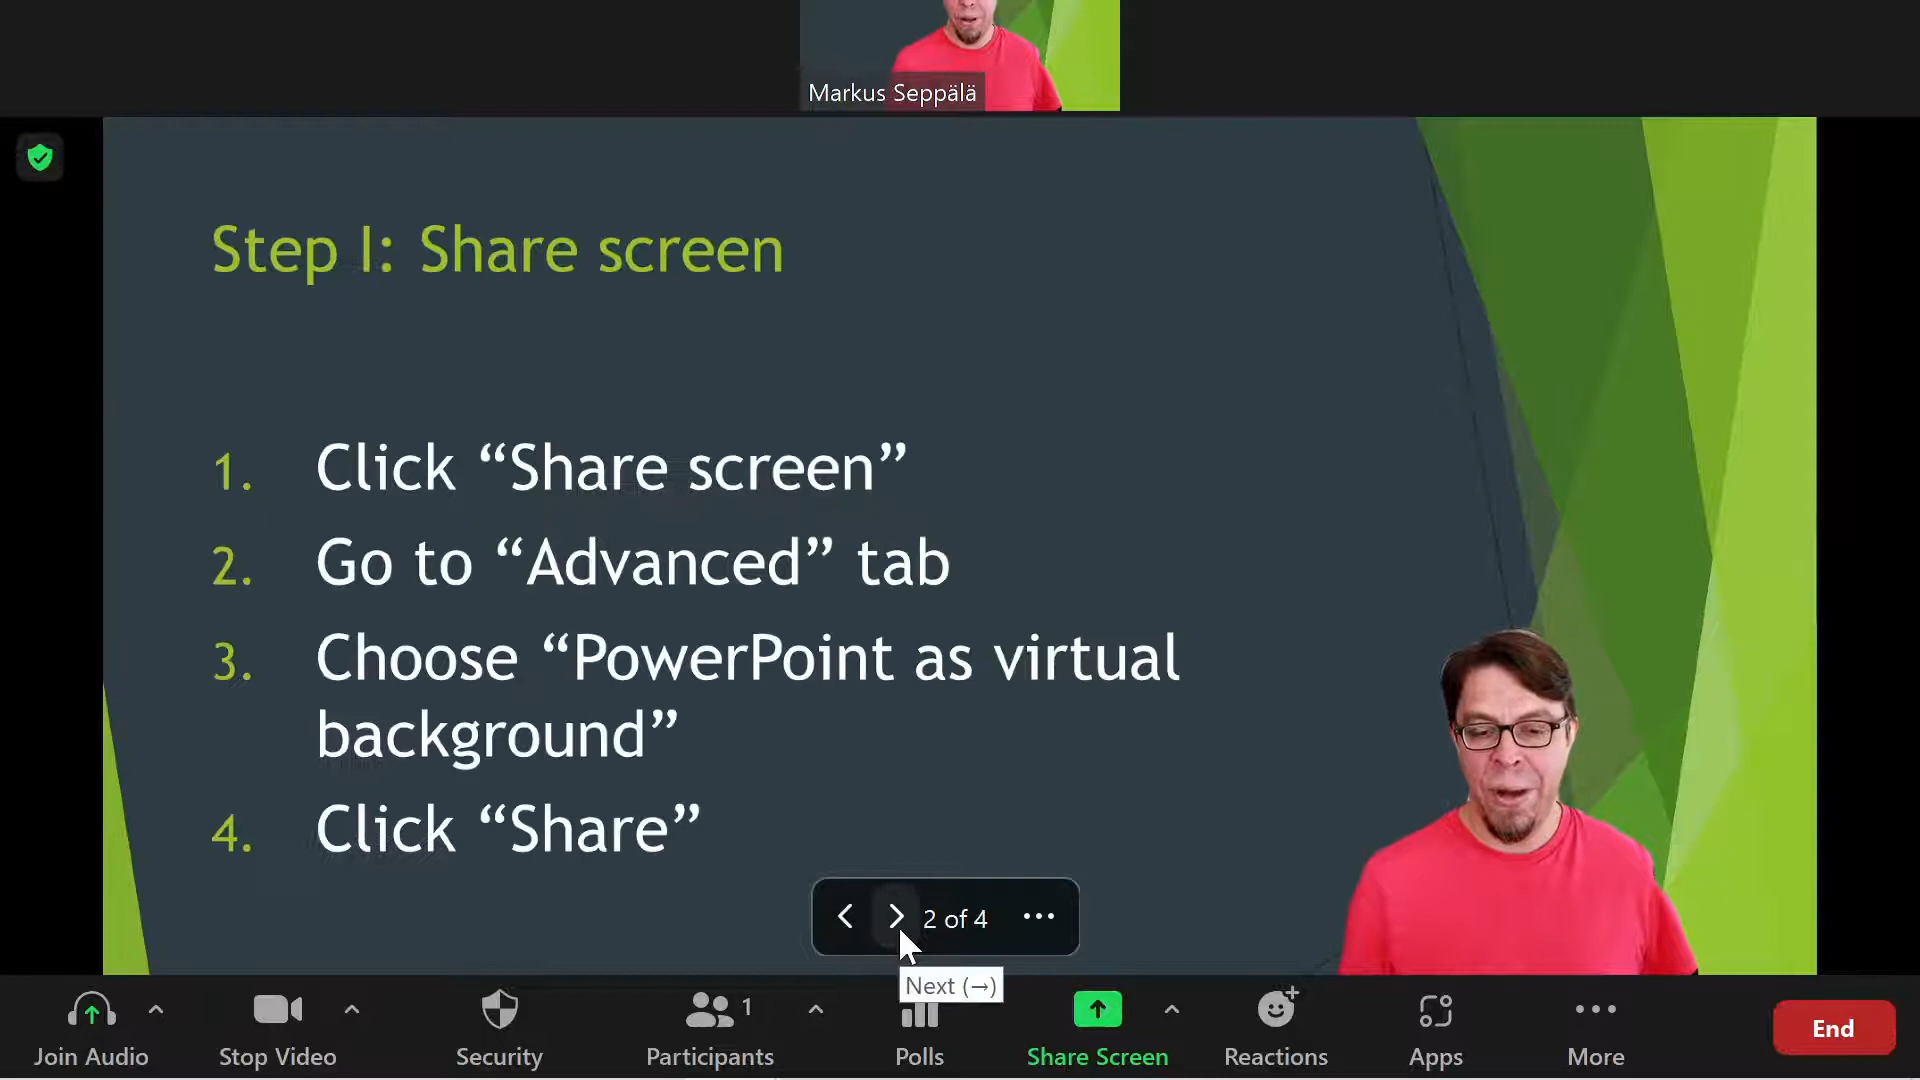 Markus Seppälä
Step I: Share screen
1. Click “Share screen”
2. Go to “Advanced” tab
3. Choose “PowerPoint as virtual
background”
4. Click “Share”
2 of 4
Next (→)
1
Join Audio
Stop Video
Security
Participants
Polls
Share Screen
Reactions
Apps
More
End